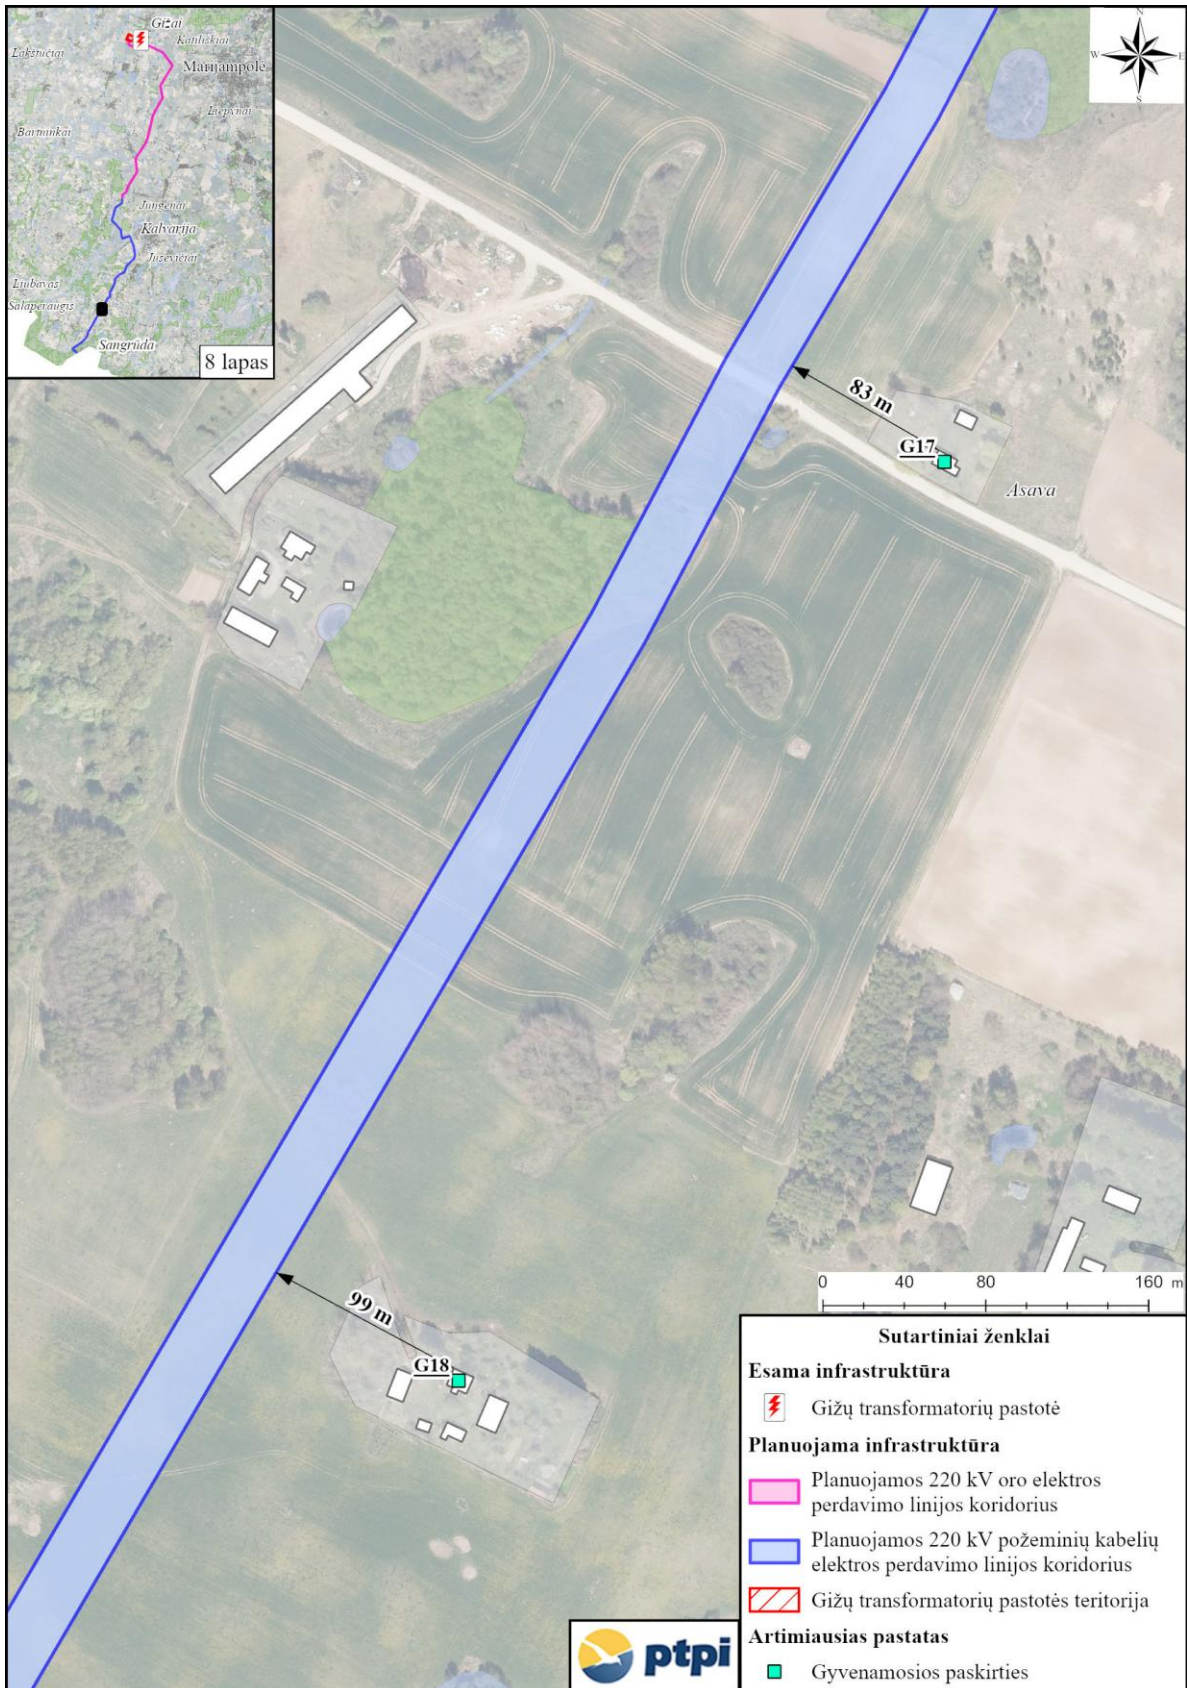 Gižai
Lakštučiai
Katiliškiai
Marijampolė
Liepynai
Bartninkai
Jungėnai
Kalvarija
Jusevičiai
Liubavas
Salaperaugis
Sangrūda
8 lapas
N
W
E
S
83 m
G17
Asava
99 m
G18
0 40 80 160 m
Sutartiniai ženklai
Esama infrastruktūra
Gižų transformatorių pastotė
Planuojama infrastruktūra
Planuojamos 220 kV oro elektros
perdavimo linijos koridorius
Planuojamos 220 kV požeminių kabelių
elektros perdavimo linijos koridorius
Gižų transformatorių pastotės teritorija
Artimiausias pastatas
Gyvenamosios paskirties
ptpi